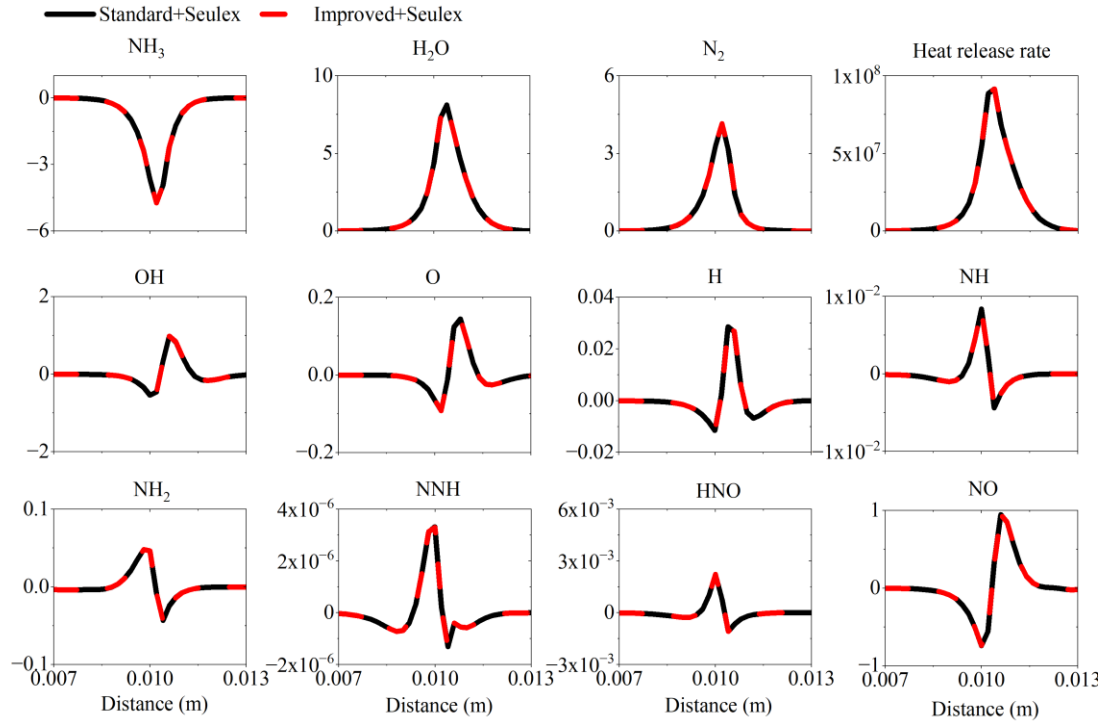 Standard+Seulex Improved+Seulex
NH₃ H₂O N₂ Heat release rate
0 −3 −6
10 5 0
6 3 0
1x10⁸ 5x10⁷ 0
OH O H NH
2 0 −2
0.2 0.0 −0.2
0.04 0.02 0.00 −0.02
1x10⁻² 0 −1x10⁻²
NH₂ NNH HNO NO
0.1 0.0 −0.1
4x10⁻⁶ 2x10⁻⁶ 0 −2x10⁻⁶
6x10⁻³ 3x10⁻³ 0 −3x10⁻³
1 0 −1
0.007 0.010 0.013 0.007 0.010 0.013 0.007 0.010 0.013 0.007 0.010 0.013
Distance (m) Distance (m) Distance (m) Distance (m)